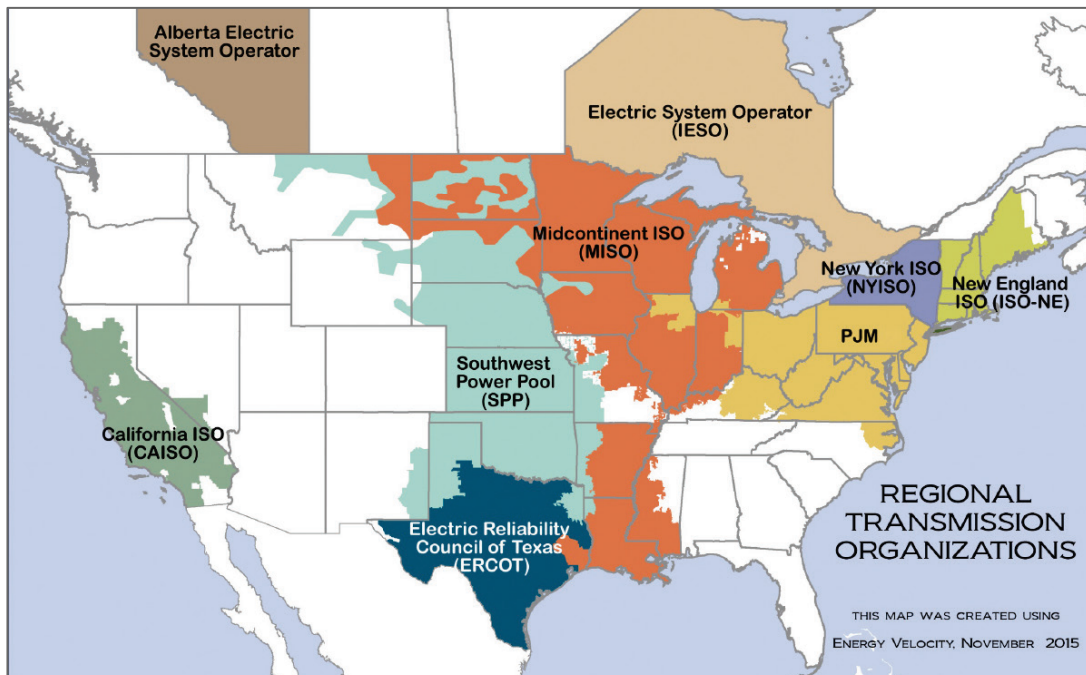 Alberta Electric
System Operator
Electric System Operator
(IESO)
Midcontinent ISO
(MISO)
New York ISO
(NYISO)
New England
ISO (ISO-NE)
PJM
Southwest
Power Pool
(SPP)
California ISO
(CAISO)
Electric Reliability
Council of Texas
(ERCOT)
REGIONAL
TRANSMISSION
ORGANIZATIONS
THIS MAP WAS CREATED USING
ENERGY VELOCITY, NOVEMBER 2015